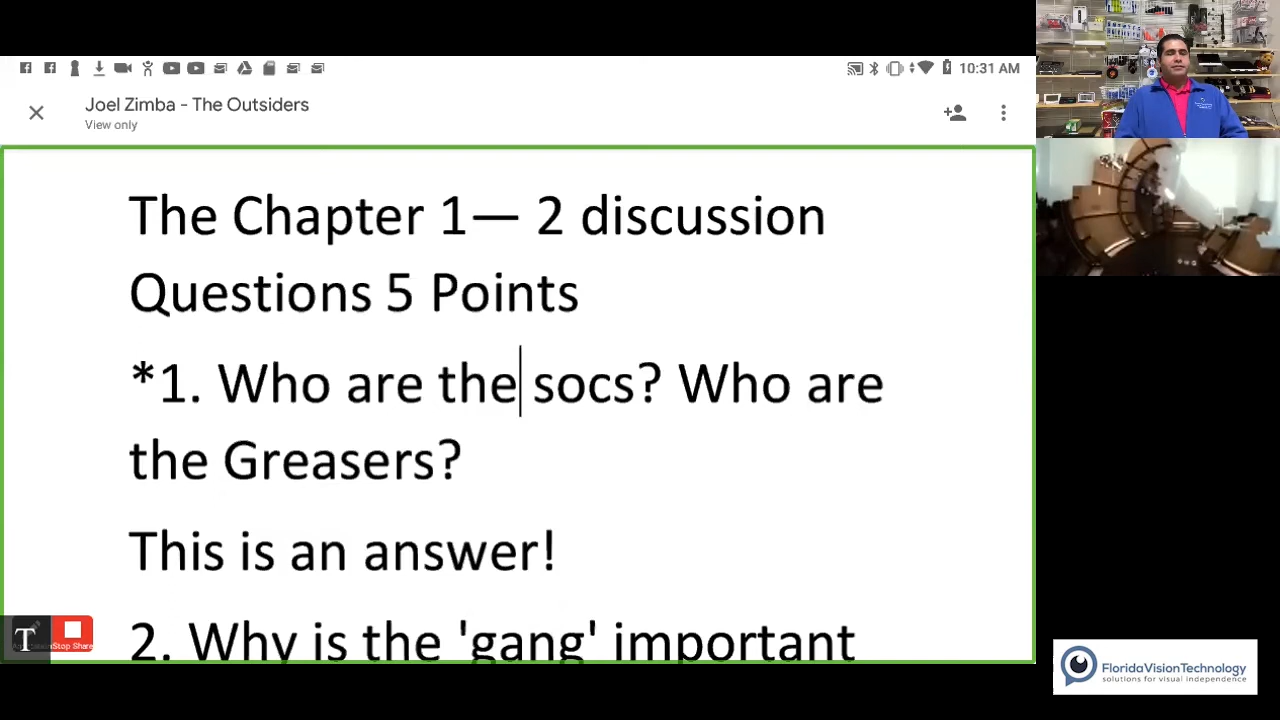 10:31 AM
Joel Zimba - The Outsiders
View only
The Chapter 1— 2 discussion
Questions 5 Points
*1. Who are the socs? Who are
the Greasers?
This is an answer!
2. Why is the 'gang' important
T
Stop Share
FloridaVisionTechnology
solutions for visual independence